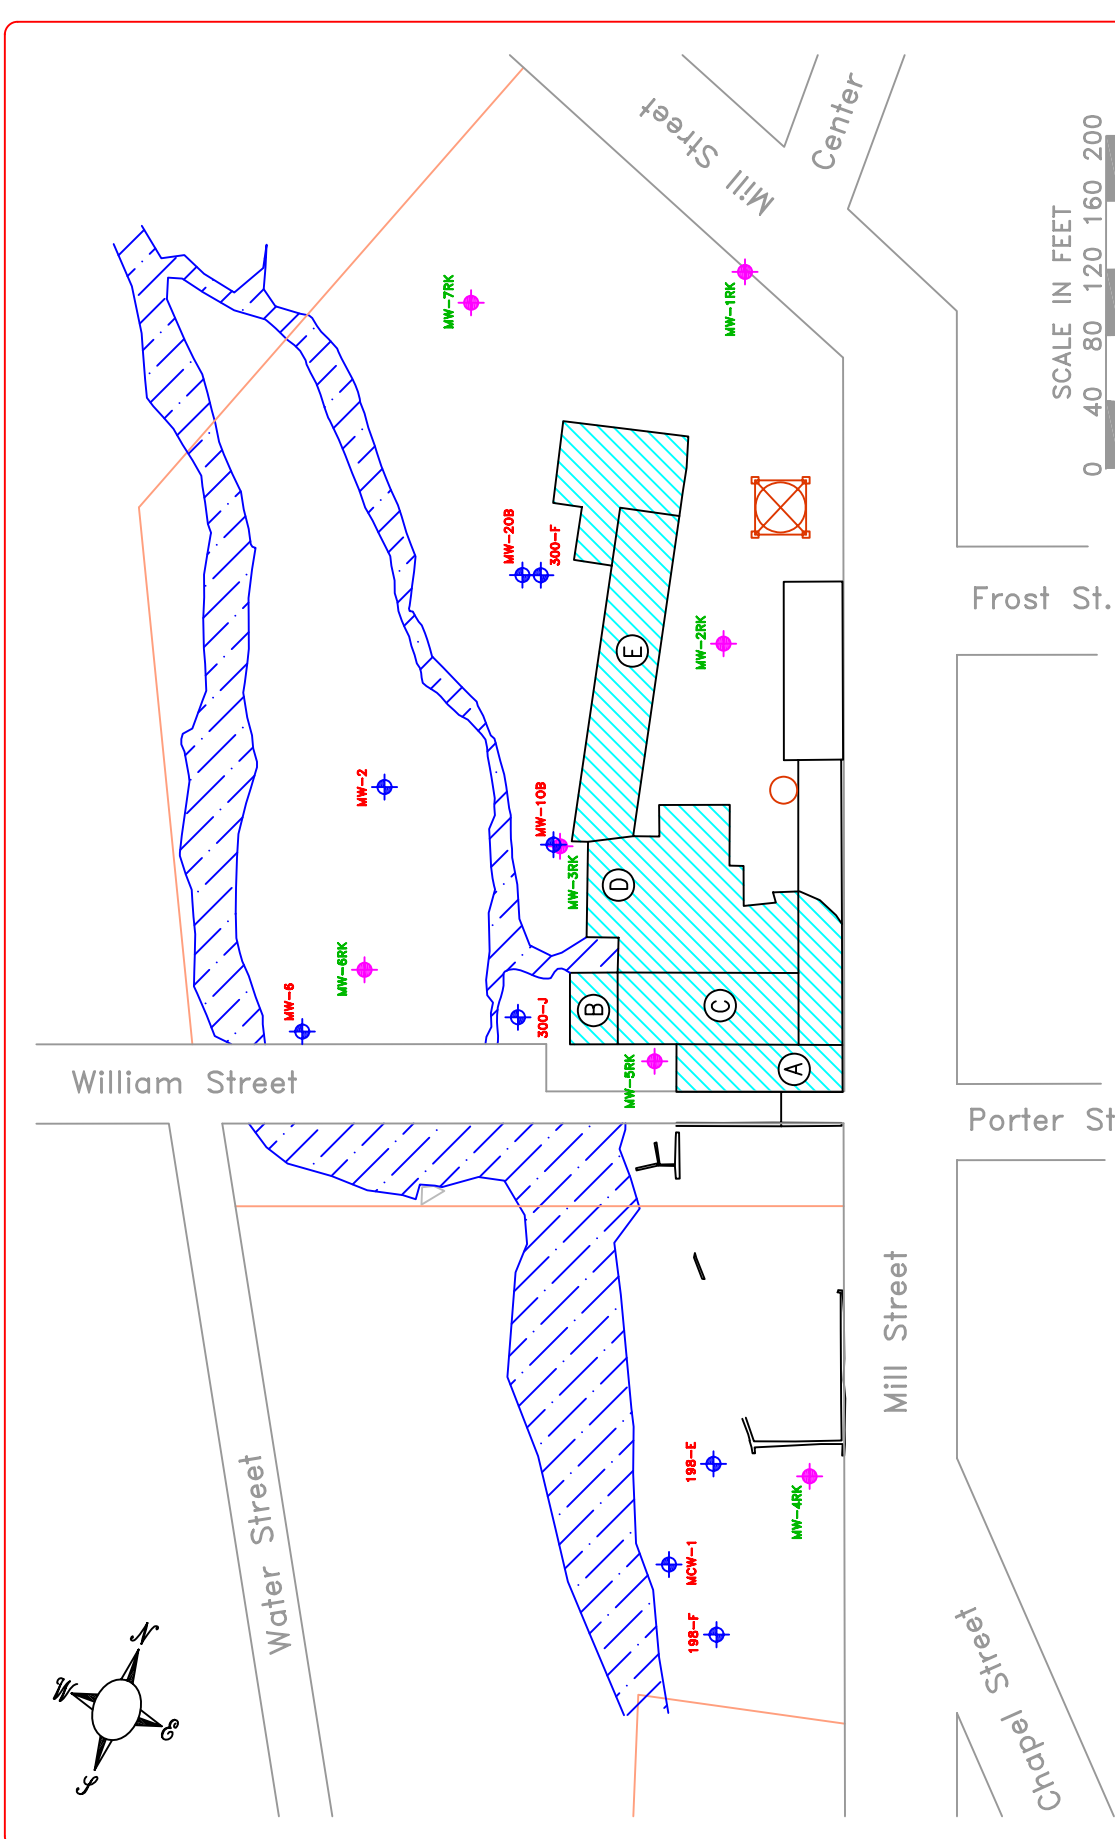 Mill Street
Center
SCALE IN FEET
0 40 80 120 160 200
MW-7RK
MW-1RK
MW-20B
300-F
Frost St.
MW-2RK
E
MW-2
MW-10B
MW-3RK
D
MW-6RK
MW-6
300-J
B
C
MW-5RK
A
William Street
Porter St
Mill Street
198-E
MW-4RK
Water Street
MCW-1
198-F
Chapel Street
N
W
E
S